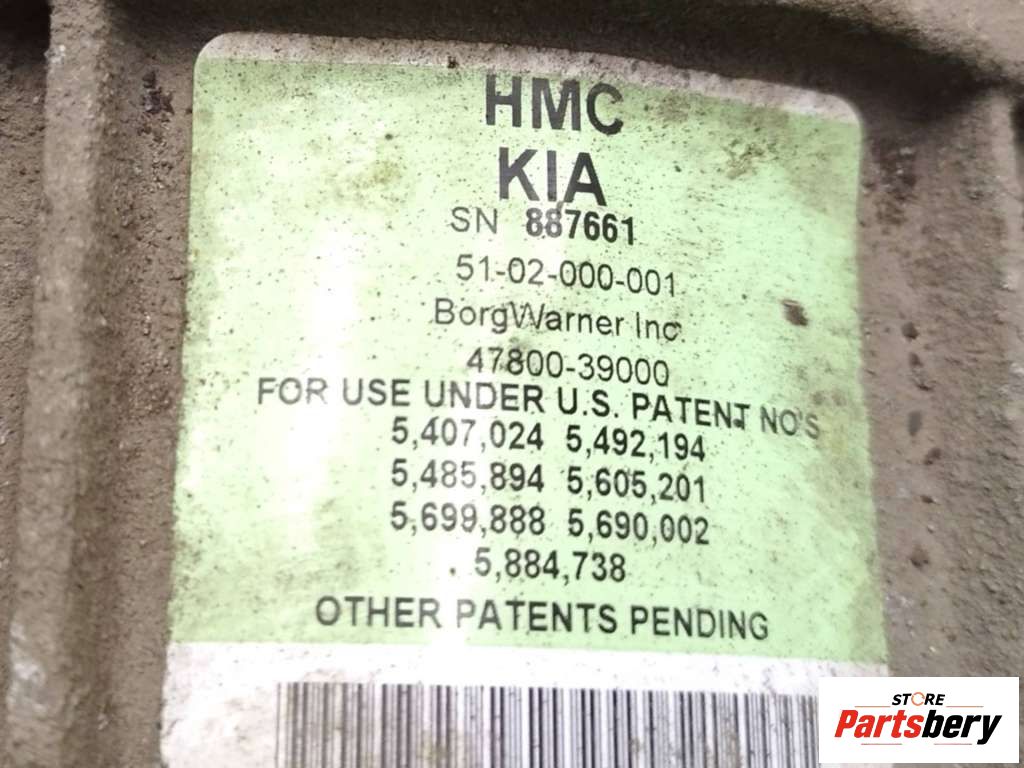 HMC
KIA
SN 887661
51-02-000-001
BorgWarner Inc.
47800-39000
FOR USE UNDER U.S. PATENT NO'S
5,407,024 5,492,194
5,485,894 5,605,201
5,699,888 5,690,002
5,884,738
OTHER PATENTS PENDING
STORE
Partsbery